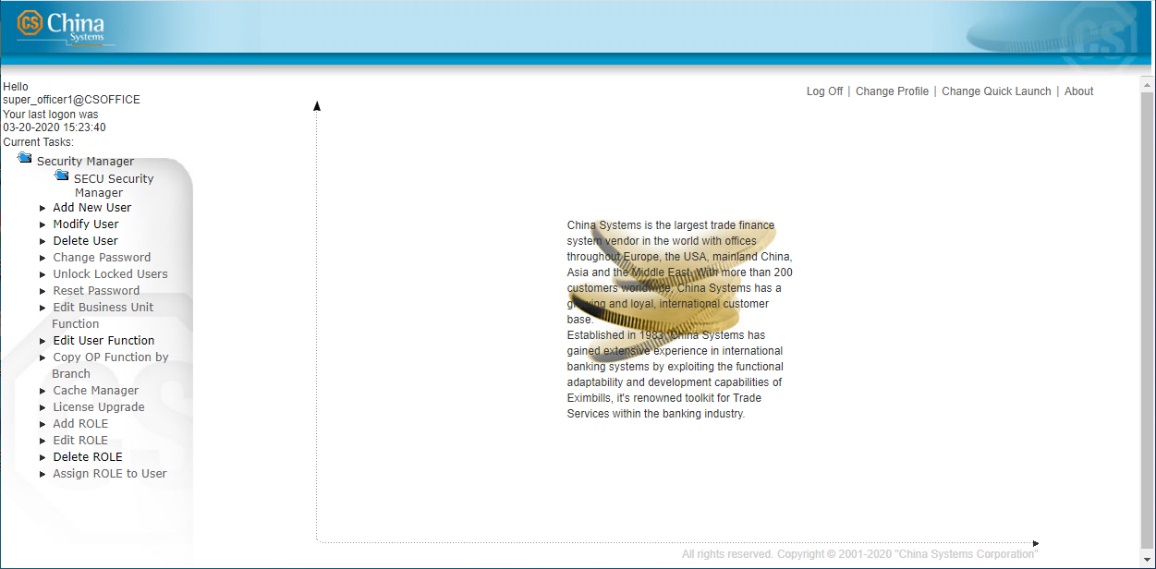 CS China
Systems
Hello
super_officer1@CSOFFICE
Your last logon was
03-20-2020 15:23:40
Current Tasks:
Security Manager
SECU Security
Manager
Add New User
Modify User
Delete User
Change Password
Unlock Locked Users
Reset Password
Edit Business Unit
Function
Edit User Function
Copy OP Function by
Branch
Cache Manager
License Upgrade
Add ROLE
Edit ROLE
Delete ROLE
Assign ROLE to User
Log Off | Change Profile | Change Quick Launch | About
China Systems is the largest trade finance
system vendor in the world with offices
throughout Europe, the USA, mainland China,
Asia and the Middle East. With more than 200
customers worldwide, China Systems has a
growing and loyal, international customer
base.
Established in 1983, China Systems has
gained extensive experience in international
banking systems by exploiting the functional
adaptability and development capabilities of
Eximbills, it's renowned toolkit for Trade
Services within the banking industry.
All rights reserved. Copyright © 2001-2020 "China Systems Corporation"
CS
CS